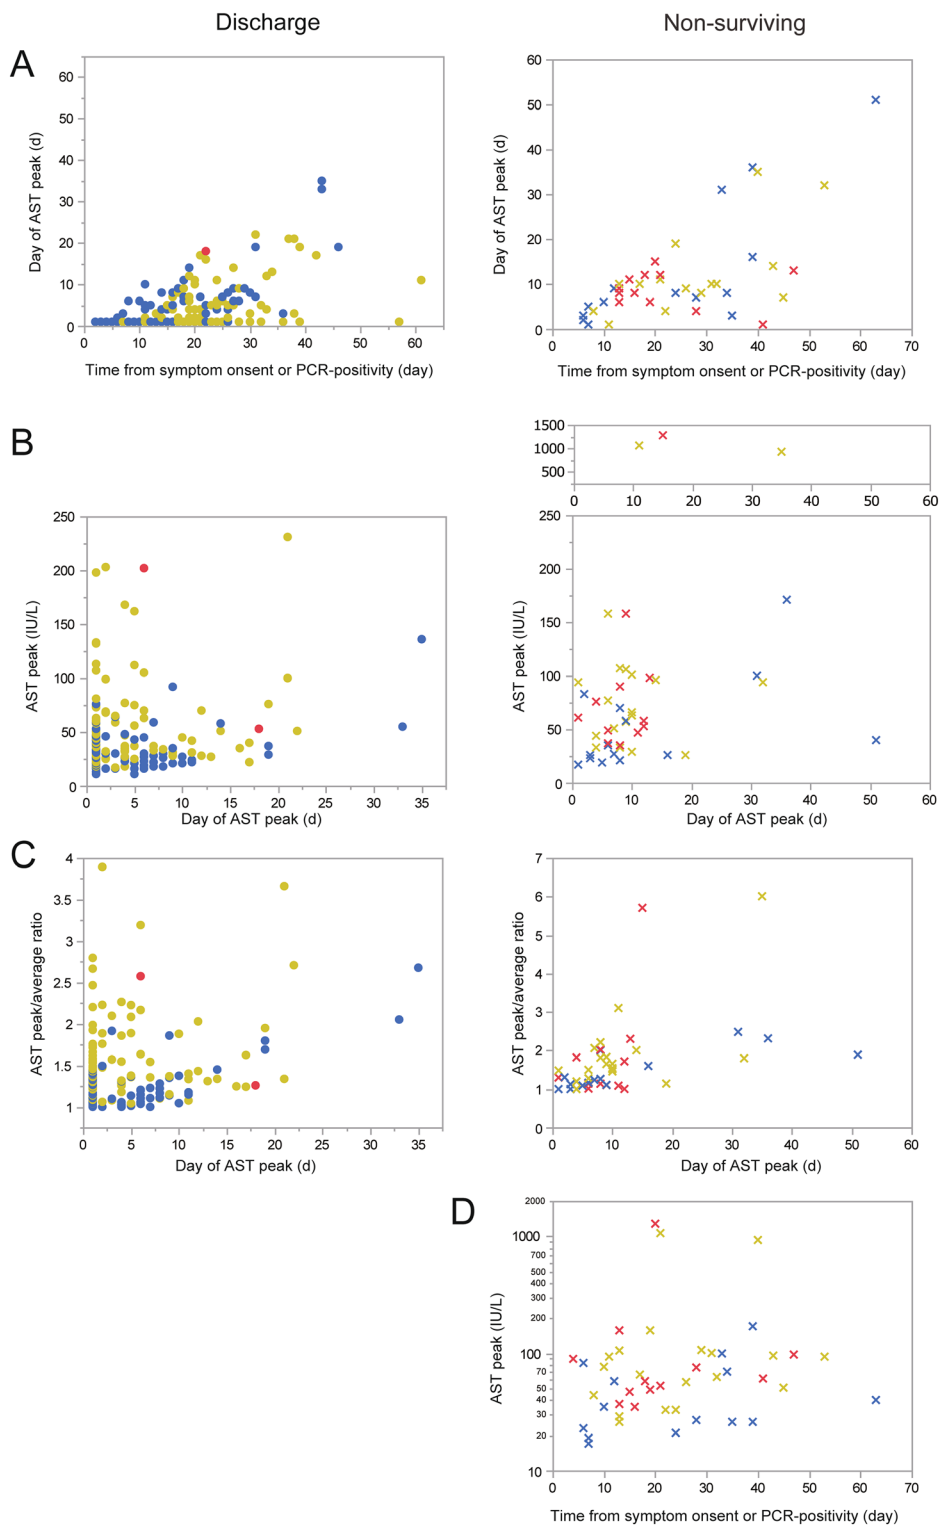 Discharge
Non-surviving
A
60
50
40
30
20
10
0
Day of AST peak (d)
0 10 20 30 40 50 60
Time from symptom onsent or PCR-positivity (day)
60
50
40
30
20
10
0
Day of AST peak (d)
0 10 20 30 40 50 60 70
Time from symptom onsent or PCR-positivity (day)
B
250
200
150
100
50
0
AST peak (IU/L)
0 5 10 15 20 25 30 35
Day of AST peak (d)
1500
1000
500
0 10 20 30 40 50 60
250
200
150
100
50
0
AST peak (IU/L)
0 10 20 30 40 50 60
Day of AST peak (d)
C
4
3.5
3
2.5
2
1.5
1
AST peak/average ratio
0 5 10 15 20 25 30 35
Day of AST peak (d)
7
6
5
4
3
2
1
0
AST peak/average ratio
0 10 20 30 40 50 60
Day of AST peak (d)
D
2000
1000
700
500
400
300
200
100
70
50
40
30
20
10
AST peak (IU/L)
0 10 20 30 40 50 60 70
Time from symptom onsent or PCR-positivity (day)